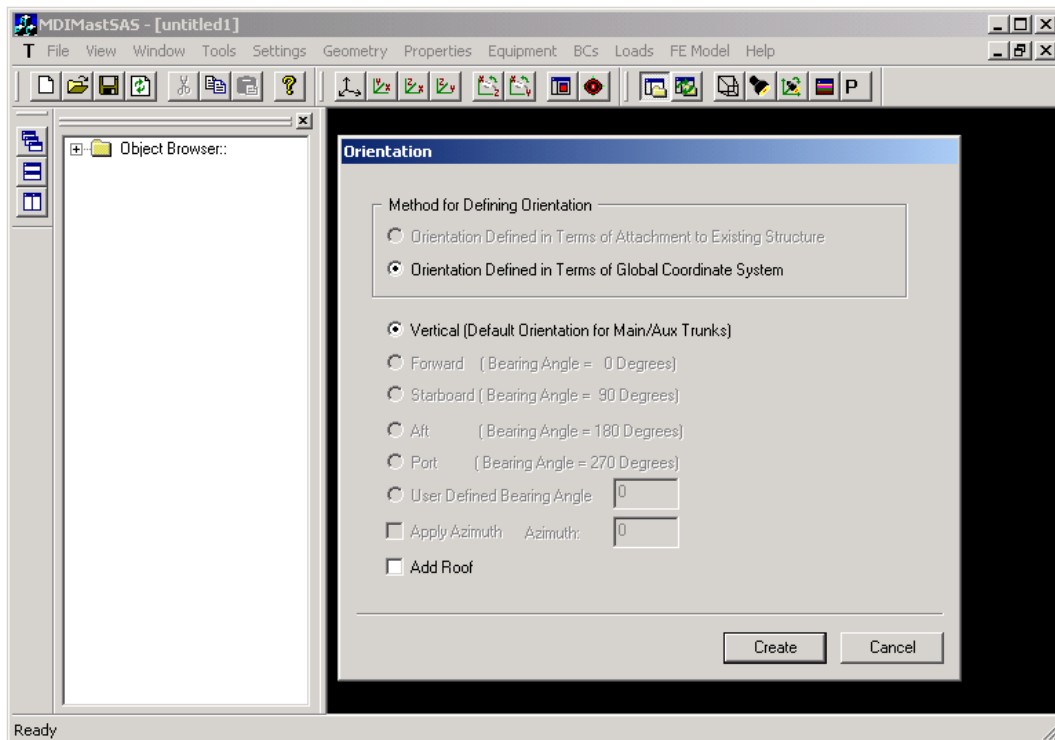 MDIMastSAS - [untitled1]
T File View Window Tools Settings Geometry Properties Equipment BCs Loads FE Model Help
P
Object Browser::
Orientation
Method for Defining Orientation
Orientation Defined in Terms of Attachment to Existing Structure
Orientation Defined in Terms of Global Coordinate System
Vertical (Default Orientation for Main/Aux Trunks)
Forward ( Bearing Angle = 0 Degrees)
Starboard ( Bearing Angle = 90 Degrees)
Aft ( Bearing Angle = 180 Degrees)
Port ( Bearing Angle = 270 Degrees)
User Defined Bearing Angle 0
Apply Azimuth Azimuth: 0
Add Roof
Create Cancel
Ready